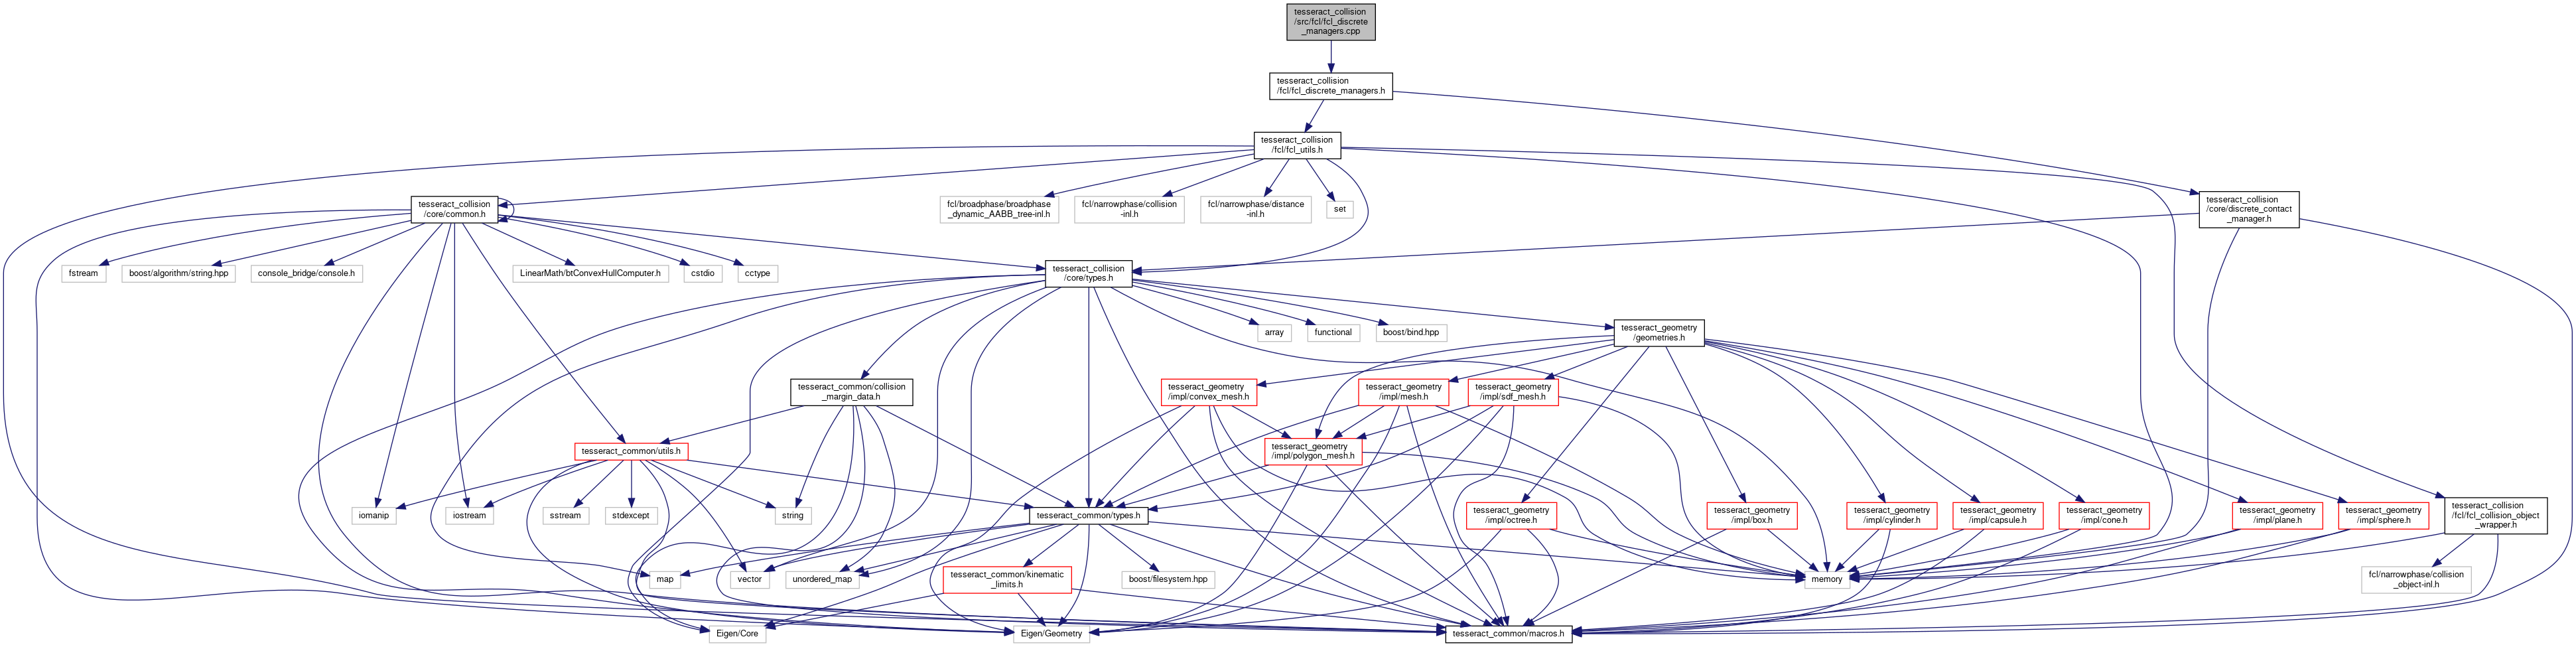 tesseract_collision
/src/fcl/fcl_discrete
_managers.cpp
tesseract_collision
/fcl/fcl_discrete_managers.h
tesseract_collision
/fcl/fcl_utils.h
tesseract_collision
/core/common.h
fcl/broadphase/broadphase
_dynamic_AABB_tree-inl.h
fcl/narrowphase/collision
-inl.h
fcl/narrowphase/distance
-inl.h
set
tesseract_collision
/core/discrete_contact
_manager.h
fstream
boost/algorithm/string.hpp
console_bridge/console.h
LinearMath/btConvexHullComputer.h
cstdio
cctype
tesseract_collision
/core/types.h
array
functional
boost/bind.hpp
tesseract_geometry
/geometries.h
tesseract_common/collision
_margin_data.h
tesseract_geometry
/impl/convex_mesh.h
tesseract_geometry
/impl/mesh.h
tesseract_geometry
/impl/sdf_mesh.h
tesseract_common/utils.h
tesseract_geometry
/impl/polygon_mesh.h
iomanip
iostream
sstream
stdexcept
string
tesseract_common/types.h
tesseract_geometry
/impl/octree.h
tesseract_geometry
/impl/box.h
tesseract_geometry
/impl/cylinder.h
tesseract_geometry
/impl/capsule.h
tesseract_geometry
/impl/cone.h
tesseract_geometry
/impl/plane.h
tesseract_geometry
/impl/sphere.h
tesseract_collision
/fcl/fcl_collision_object
_wrapper.h
map
vector
unordered_map
tesseract_common/kinematic
_limits.h
boost/filesystem.hpp
memory
fcl/narrowphase/collision
_object-inl.h
Eigen/Core
Eigen/Geometry
tesseract_common/macros.h